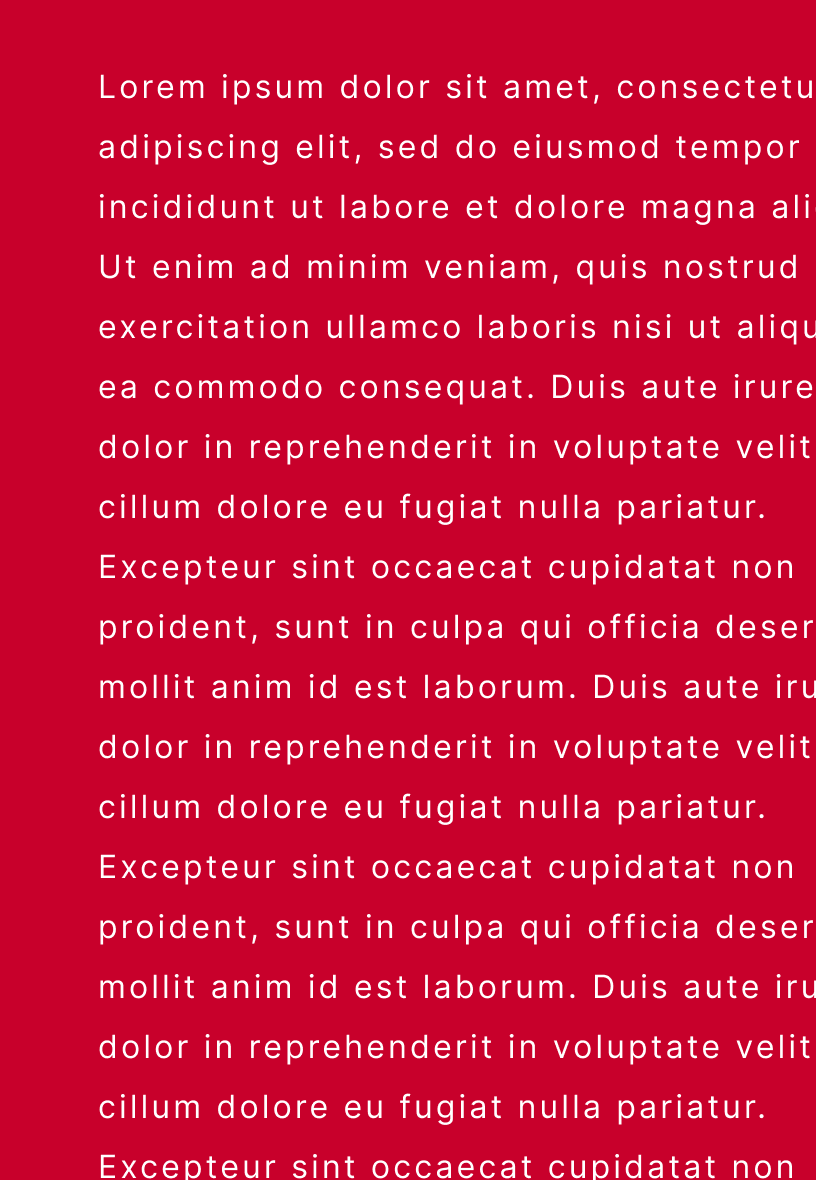 Lorem ipsum dolor sit amet, consectetu
adipiscing elit, sed do eiusmod tempor
incididunt ut labore et dolore magna ali
Ut enim ad minim veniam, quis nostrud
exercitation ullamco laboris nisi ut aliqu
ea commodo consequat. Duis aute irure
dolor in reprehenderit in voluptate velit
cillum dolore eu fugiat nulla pariatur.
Excepteur sint occaecat cupidatat non
proident, sunt in culpa qui officia deser
mollit anim id est laborum. Duis aute iru
dolor in reprehenderit in voluptate velit
cillum dolore eu fugiat nulla pariatur.
Excepteur sint occaecat cupidatat non
proident, sunt in culpa qui officia deser
mollit anim id est laborum. Duis aute iru
dolor in reprehenderit in voluptate velit
cillum dolore eu fugiat nulla pariatur.
Excepteur sint occaecat cupidatat non